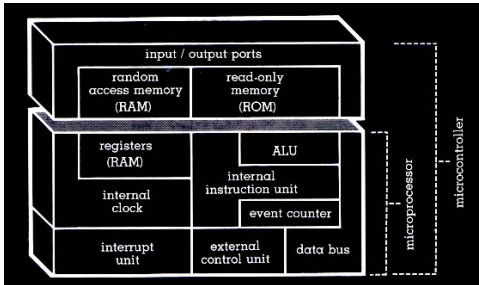 input / output ports
random
access memory
(RAM)
read-only
memory
(ROM)
registers
(RAM)
ALU
internal
instruction unit
internal
clock
event counter
interrupt
unit
external
control unit
data bus
microprocessor
microcontroller